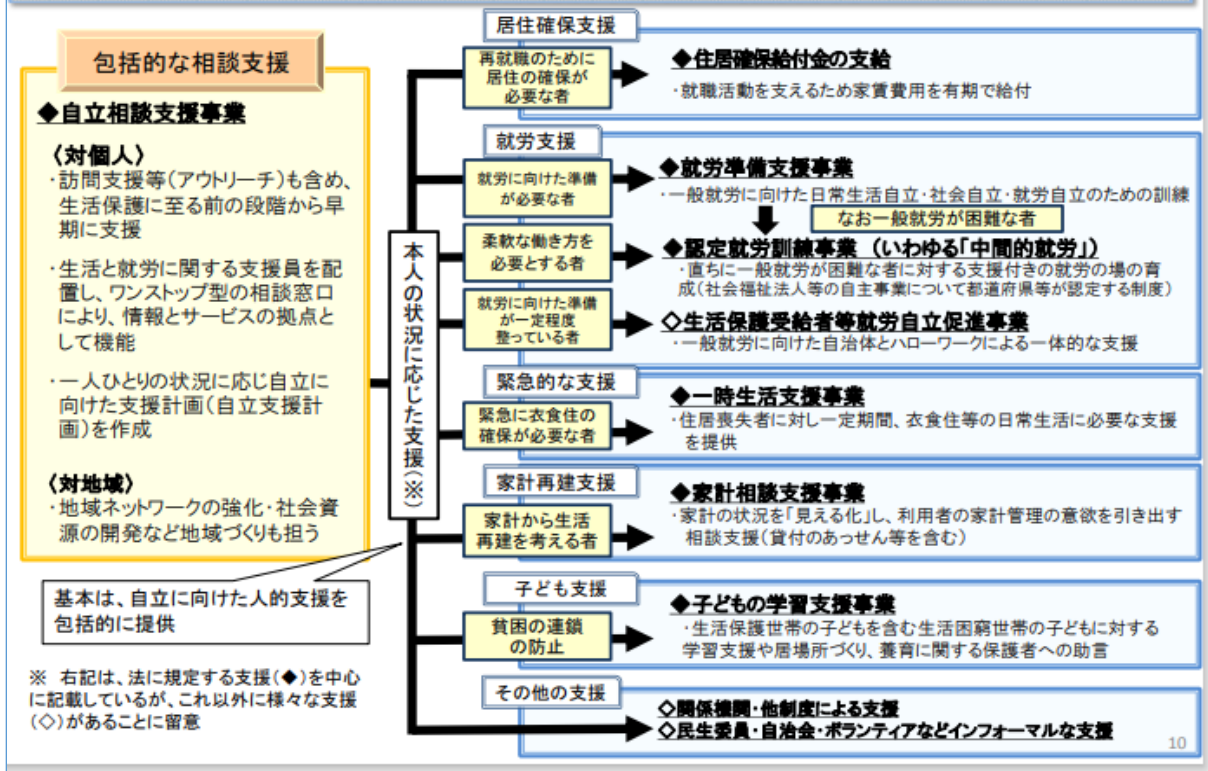 包括的な相談支援
◆自立相談支援事業
〈対個人〉
・訪問支援等(アウトリーチ)も含め、
生活保護に至る前の段階から早
期に支援
・生活と就労に関する支援員を配
置し、ワンストップ型の相談窓口
により、情報とサービスの拠点と
して機能
・一人ひとりの状況に応じ自立に
向けた支援計画(自立支援計
画)を作成
〈対地域〉
・地域ネットワークの強化・社会資
源の開発など地域づくりも担う
基本は、自立に向けた人的支援を
包括的に提供
※ 右記は、法に規定する支援(◆)を中心
に記載しているが、これ以外に様々な支援
(◇)があることに留意
本人の状況に応じた支援(※)
居住確保支援
再就職のために
居住の確保が
必要な者
◆住居確保給付金の支給
・就職活動を支えるため家賃費用を有期で給付
就労支援
就労に向けた準備
が必要な者
◆就労準備支援事業
・一般就労に向けた日常生活自立・社会自立・就労自立のための訓練
なお一般就労が困難な者
柔軟な働き方を
必要とする者
◆認定就労訓練事業 (いわゆる「中間的就労」)
・直ちに一般就労が困難な者に対する支援付きの就労の場の育
成(社会福祉法人等の自主事業について都道府県等が認定する制度)
就労に向けた準備
が一定程度
整っている者
◇生活保護受給者等就労自立促進事業
・一般就労に向けた自治体とハローワークによる一体的な支援
緊急的な支援
緊急に衣食住の
確保が必要な者
◆一時生活支援事業
・住居喪失者に対し一定期間、衣食住等の日常生活に必要な支援
を提供
家計再建支援
家計から生活
再建を考える者
◆家計相談支援事業
・家計の状況を「見える化」し、利用者の家計管理の意欲を引き出す
相談支援(貸付のあっせん等を含む)
子ども支援
貧困の連鎖
の防止
◆子どもの学習支援事業
・生活保護世帯の子どもを含む生活困窮世帯の子どもに対する
学習支援や居場所づくり、養育に関する保護者への助言
その他の支援
◇関係機関・他制度による支援
◇民生委員・自治会・ボランティアなどインフォーマルな支援
10